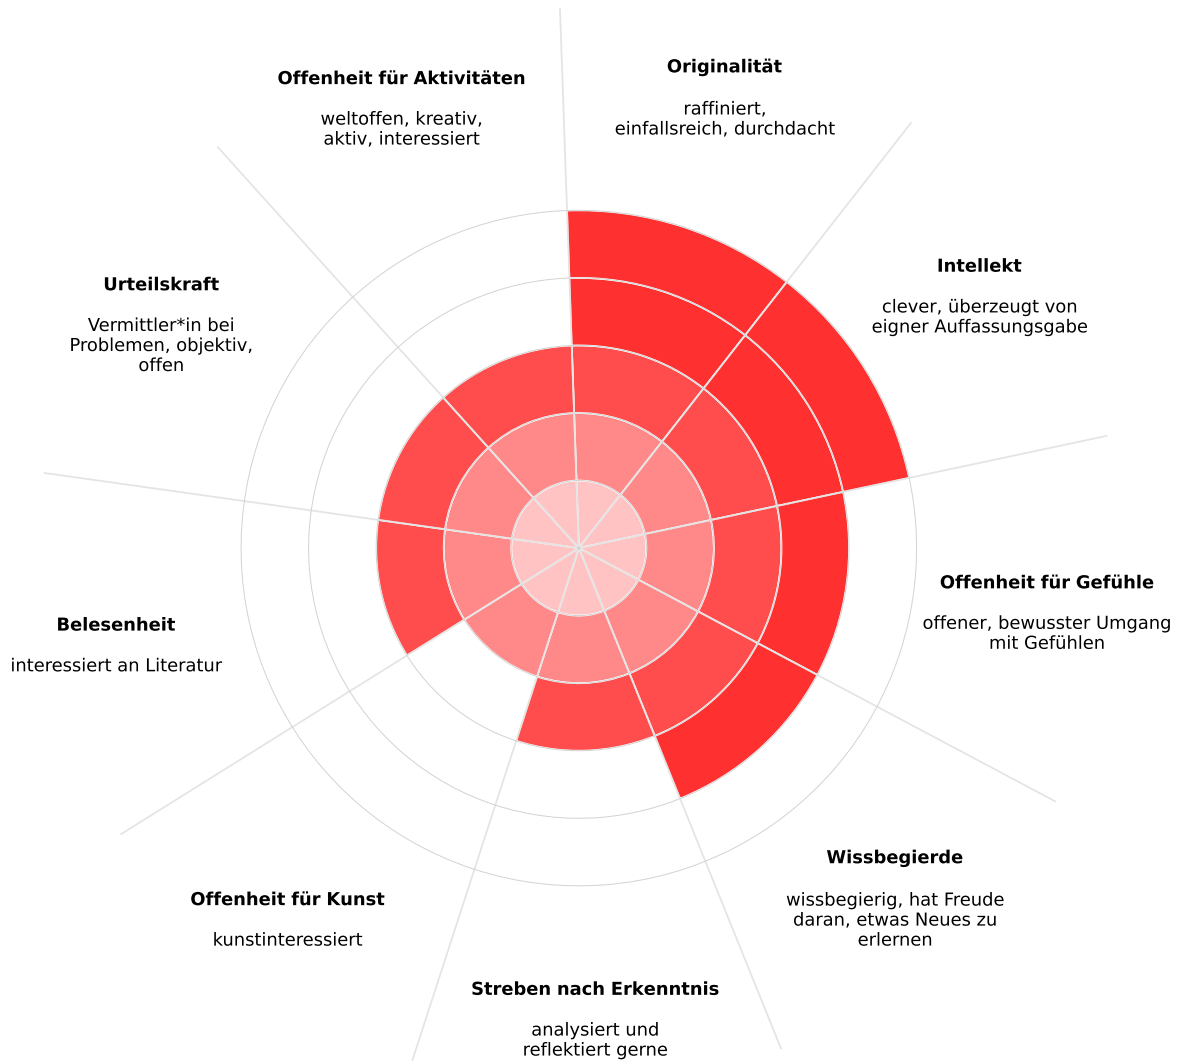 Offenheit für Aktivitäten
weltoffen, kreativ,
aktiv, interessiert
Originalität
raffiniert,
einfallsreich, durchdacht
Intellekt
clever, überzeugt von
eigner Auffassungsgabe
Offenheit für Gefühle
offener, bewusster Umgang
mit Gefühlen
Wissbegierde
wissbegierig, hat Freude
daran, etwas Neues zu
erlernen
Streben nach Erkenntnis
analysiert und
reflektiert gerne
Offenheit für Kunst
kunstinteressiert
Belesenheit
interessiert an Literatur
Urteilskraft
Vermittler*in bei
Problemen, objektiv,
offen